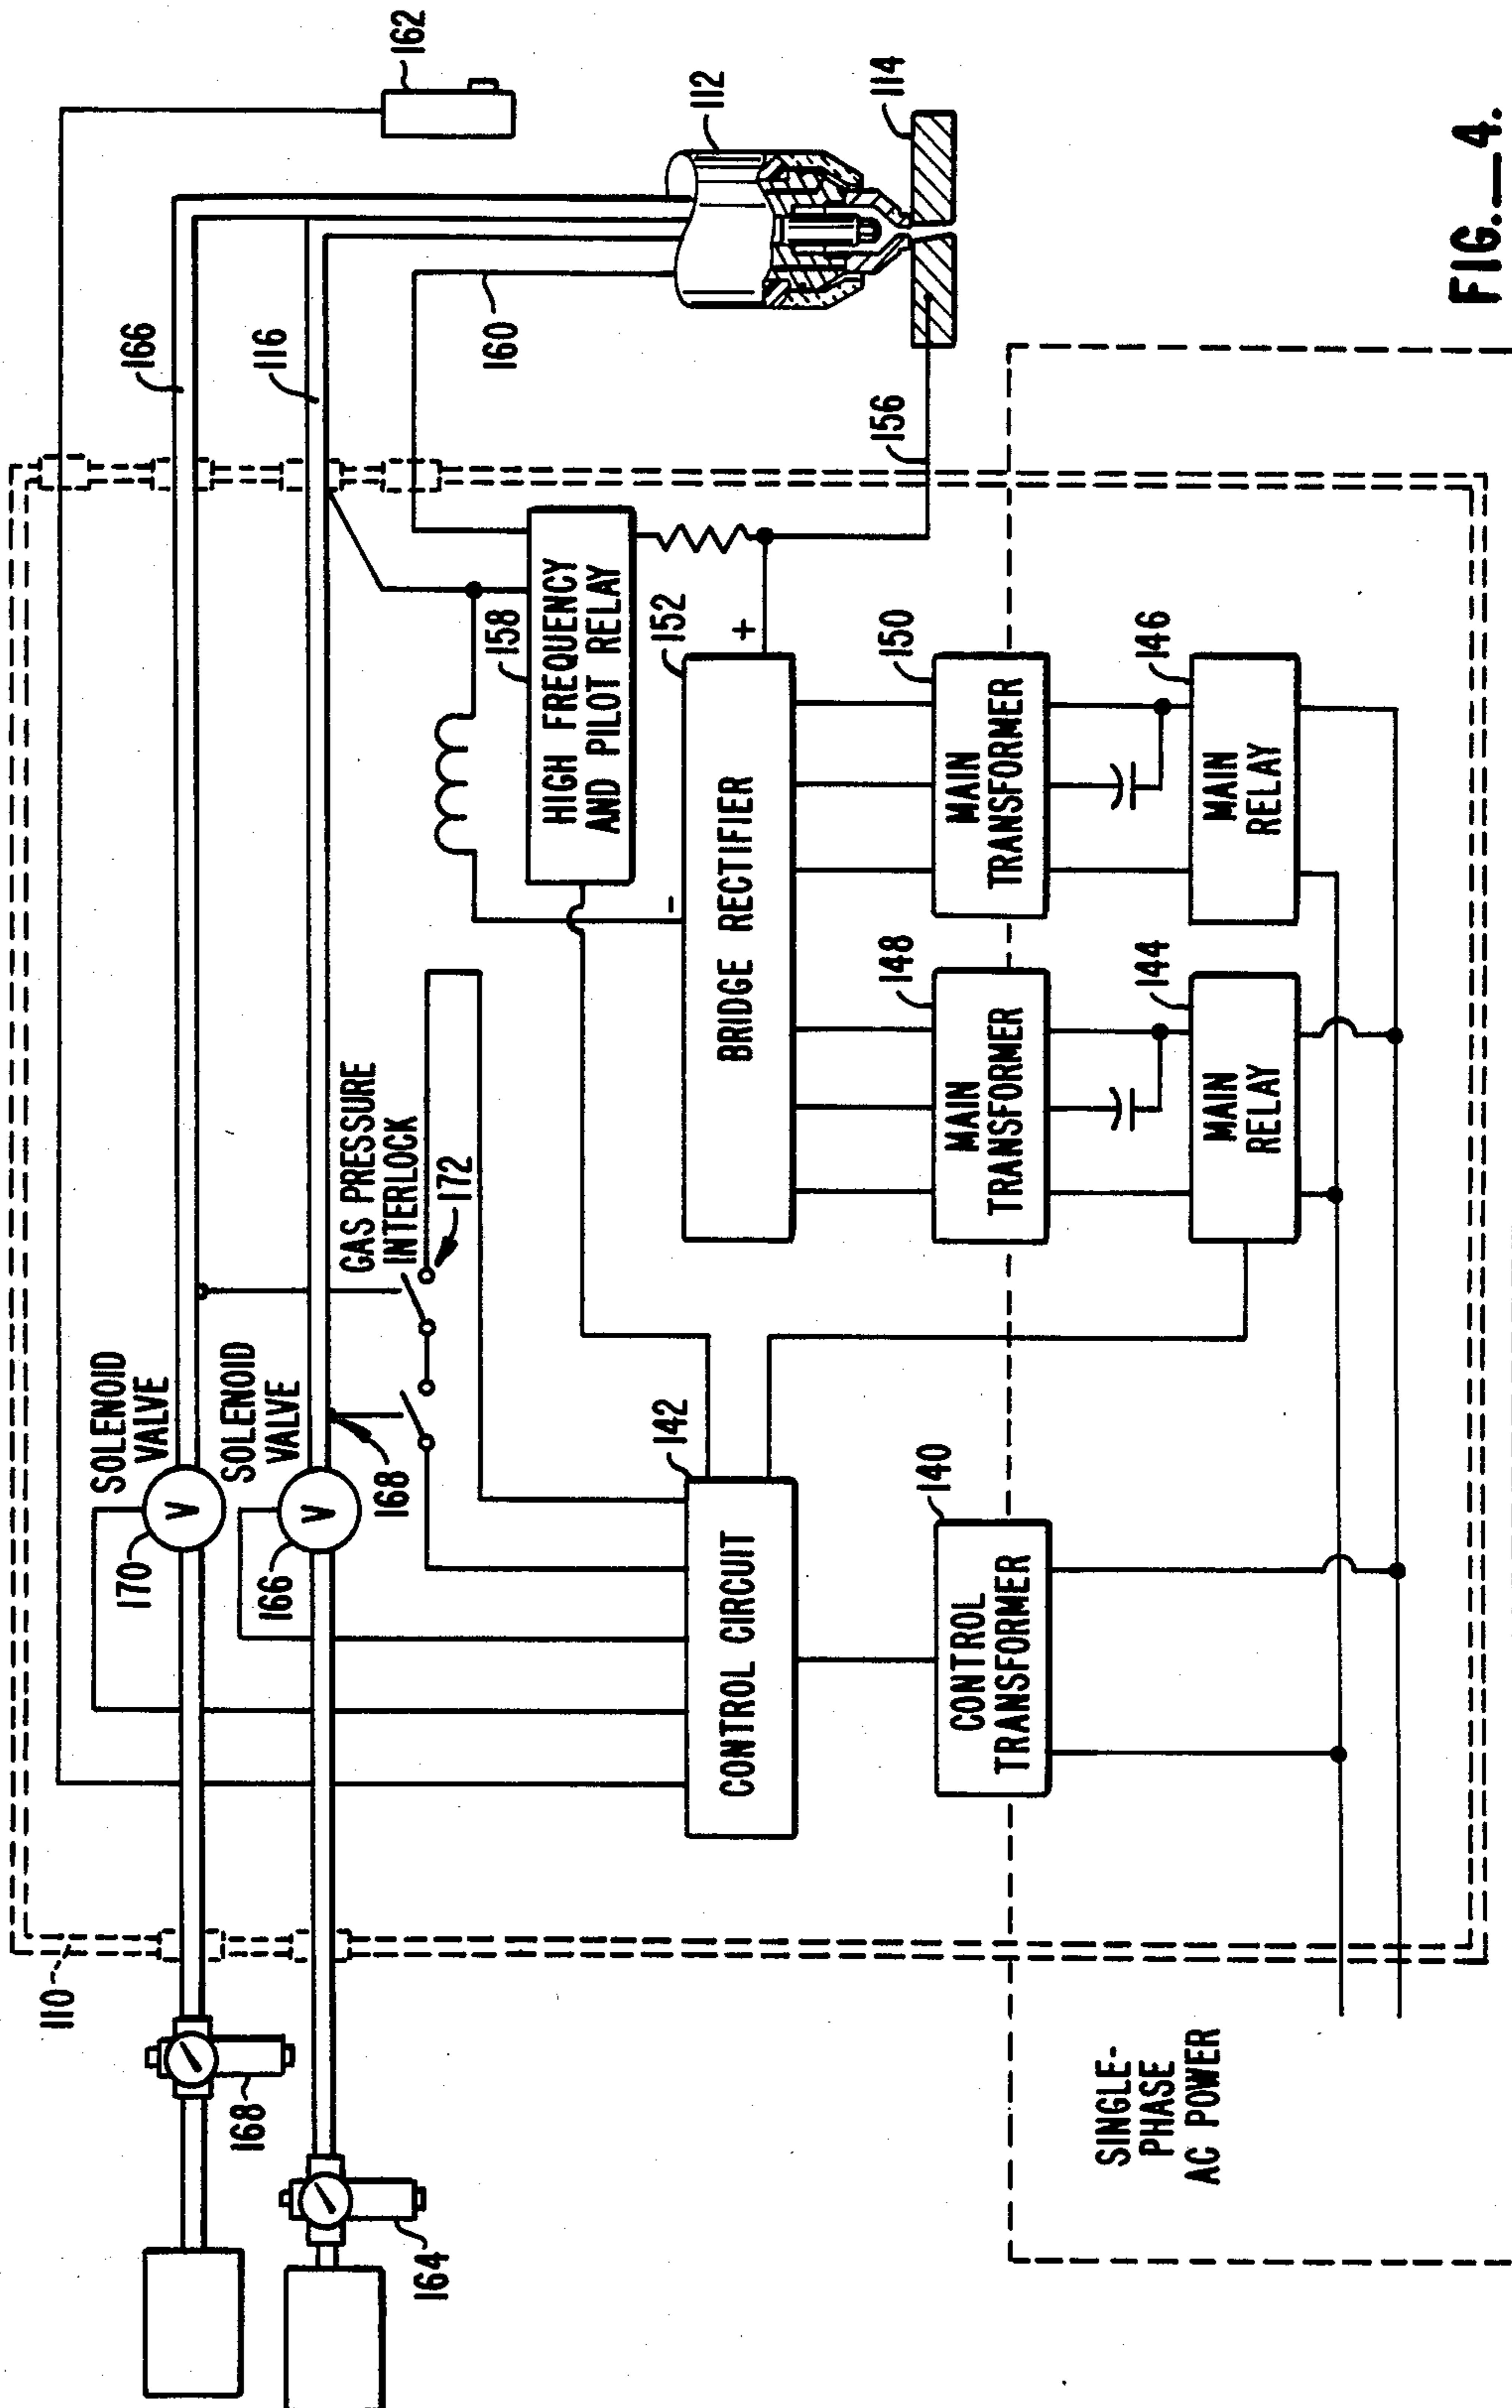 110
168
164
170
166
SOLENOID
VALVE
SOLENOID
VALVE
168
GAS PRESSURE
INTERLOCK
172
166
116
162
160
112
114
156
142
CONTROL CIRCUIT
140
CONTROL
TRANSFORMER
158
HIGH FREQUENCY
AND PILOT RELAY
152
BRIDGE RECTIFIER
-
+
148
MAIN
TRANSFORMER
150
MAIN
TRANSFORMER
144
MAIN
RELAY
146
MAIN
RELAY
V
V
SINGLE-
PHASE
AC POWER
FIG._4.